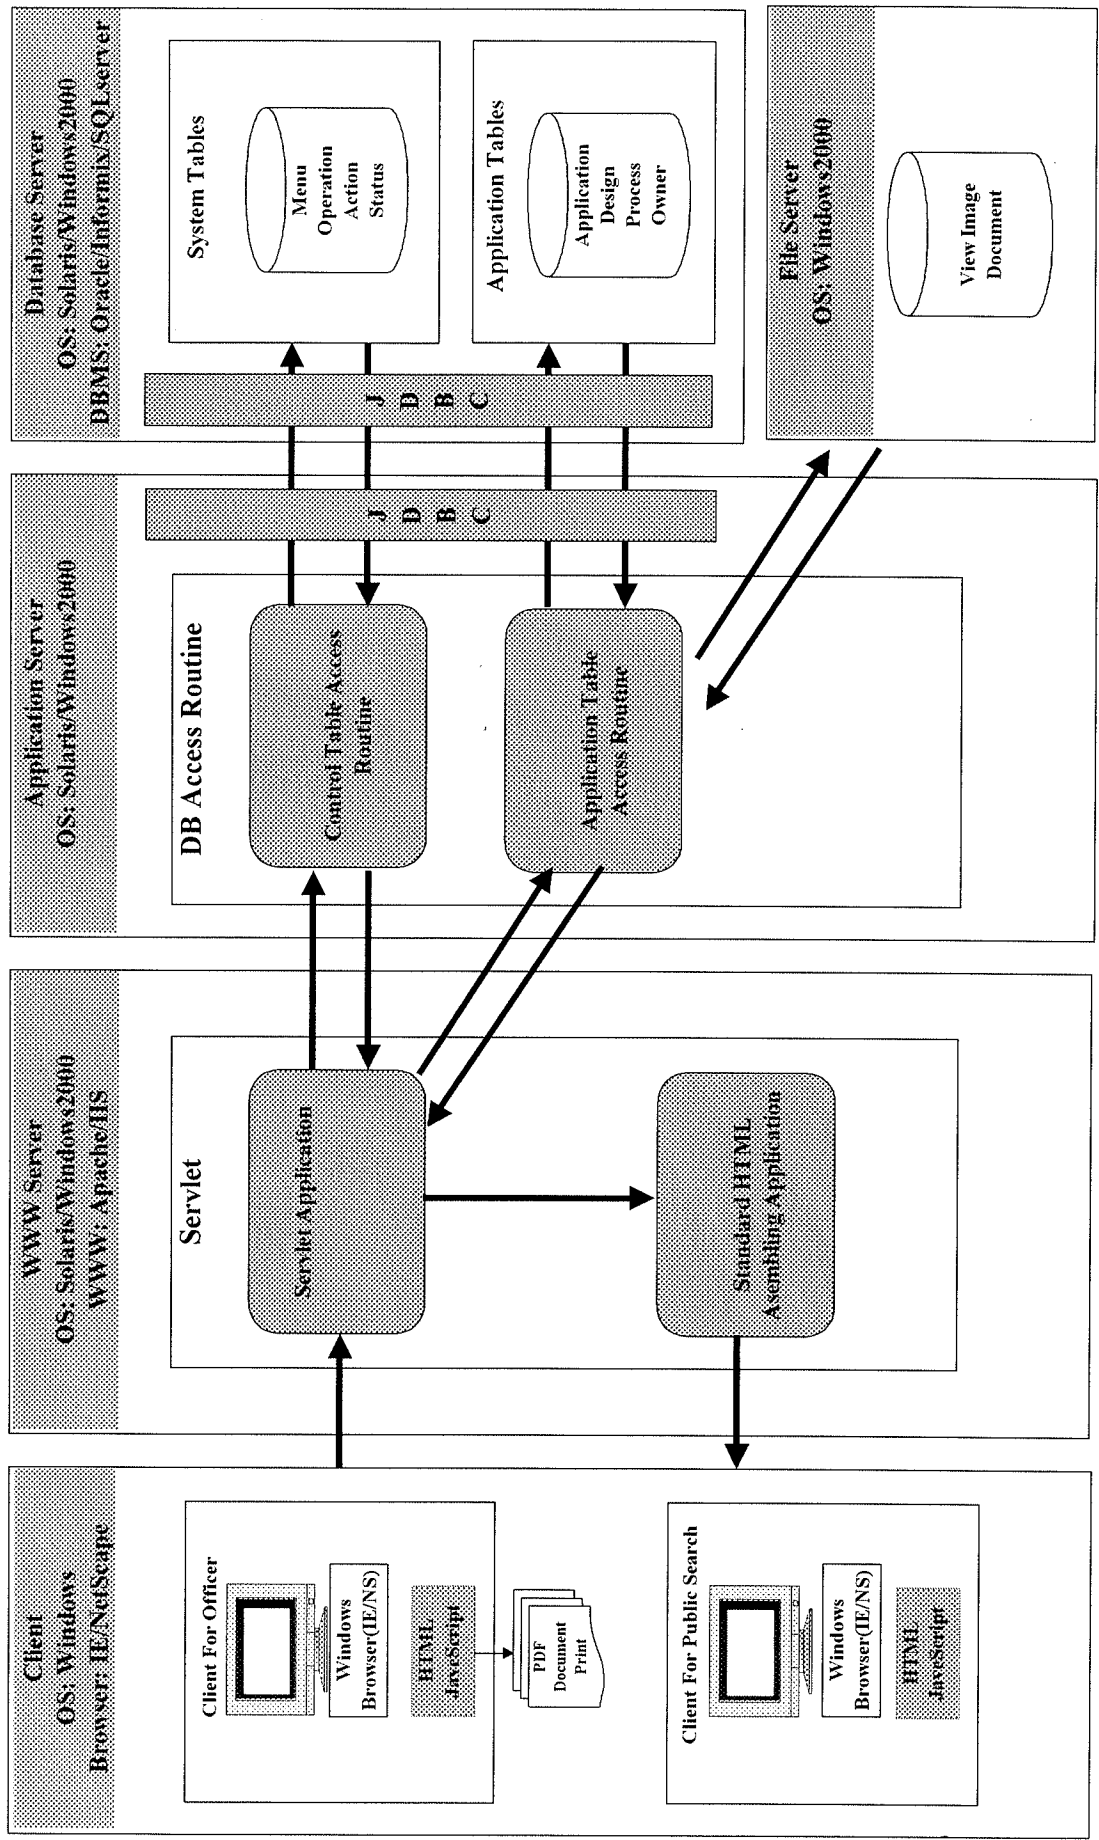 Client
OS: Windows
Browser: IE/NetScape
Client For Officer
Windows
Browser(IE/NS)
HTML
JavaScript
PDF
Document
Print
Client For Public Search
Windows
Browser(IE/NS)
HTML
JavaScript
WWW Server
OS: Solaris/Windows2000
WWW: Apache/IIS
Servlet
Servlet Application
Standard HTML
Asembling Application
Application Server
OS: Solaris/Windows2000
DB Access Routine
Control Table Access
Routine
Application Table
Access Routine
J
D
B
C
Database Server
OS: Solaris/Windows2000
DBMS: Oracle/Informix/SQLserver
J
D
B
C
System Tables
Menu
Operation
Action
Status
Application Tables
Application
Design
Process
Owner
File Server
OS: Windows2000
View Image
Document